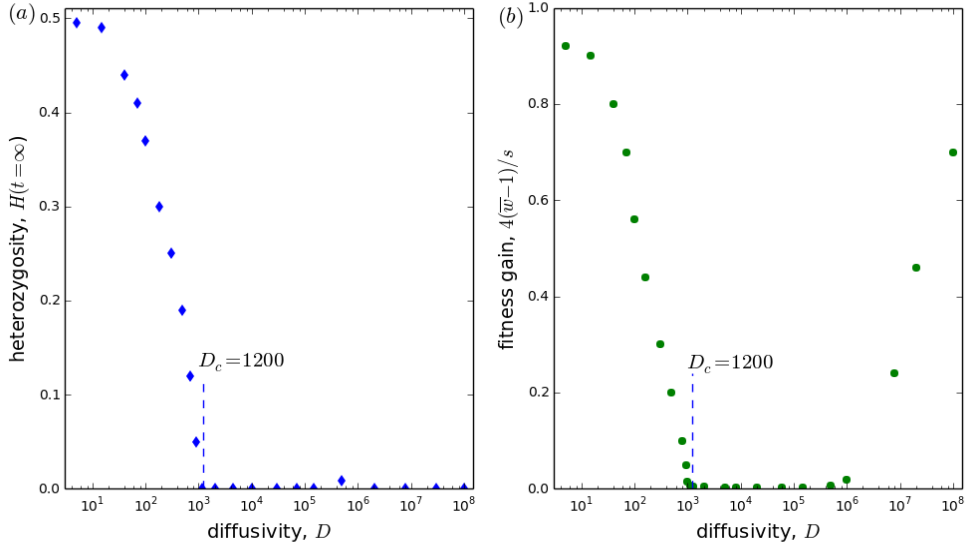 (a)
0.5
0.4
0.3
0.2
0.1
0.0
heterozygosity, H(t=∞)
D_c=1200
10^1 10^2 10^3 10^4 10^5 10^6 10^7 10^8
diffusivity, D
(b)
1.0
0.8
0.6
0.4
0.2
0.0
fitness gain, 4(w̅−1)/s
D_c=1200
10^1 10^2 10^3 10^4 10^5 10^6 10^7 10^8
diffusivity, D